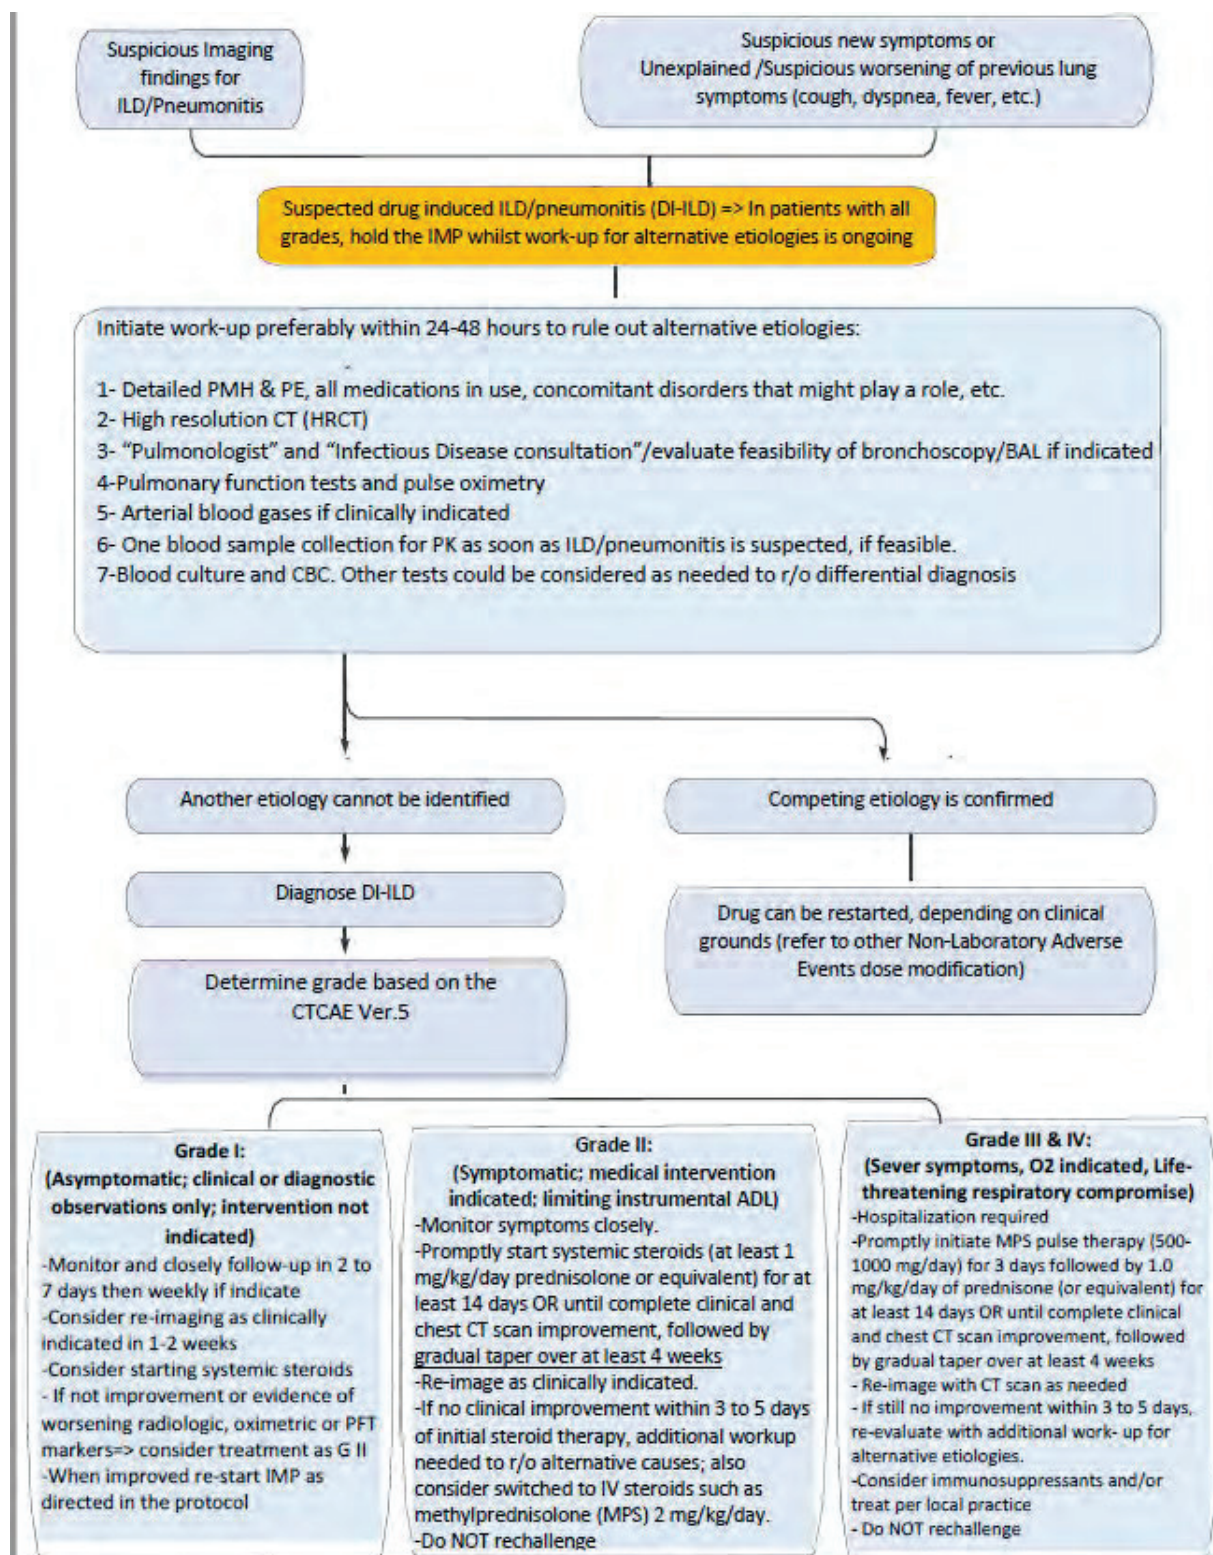 Suspicious Imaging
findings for
ILD/Pneumonitis
Suspicious new symptoms or
Unexplained /Suspicious worsening of previous lung
symptoms (cough, dyspnea, fever, etc.)
Suspected drug induced ILD/pneumonitis (DI-ILD) => In patients with all
grades, hold the IMP whilst work-up for alternative etiologies is ongoing
Initiate work-up preferably within 24-48 hours to rule out alternative etiologies:
1- Detailed PMH & PE, all medications in use, concomitant disorders that might play a role, etc.
2- High resolution CT (HRCT)
3- “Pulmonologist” and “Infectious Disease consultation”/evaluate feasibility of bronchoscopy/BAL if indicated
4-Pulmonary function tests and pulse oximetry
5- Arterial blood gases if clinically indicated
6- One blood sample collection for PK as soon as ILD/pneumonitis is suspected, if feasible.
7-Blood culture and CBC. Other tests could be considered as needed to r/o differential diagnosis
Another etiology cannot be identified
Competing etiology is confirmed
Diagnose DI-ILD
Drug can be restarted, depending on clinical
grounds (refer to other Non-Laboratory Adverse
Events dose modification)
Determine grade based on the
CTCAE Ver.5
Grade I:
(Asymptomatic; clinical or diagnostic
observations only; intervention not
indicated)
-Monitor and closely follow-up in 2 to
7 days then weekly if indicate
-Consider re-imaging as clinically
indicated in 1-2 weeks
-Consider starting systemic steroids
- If not improvement or evidence of
worsening radiologic, oximetric or PFT
markers=> consider treatment as G II
-When improved re-start IMP as
directed in the protocol
Grade II:
(Symptomatic; medical intervention
indicated; limiting instrumental ADL)
-Monitor symptoms closely.
-Promptly start systemic steroids (at least 1
mg/kg/day prednisolone or equivalent) for at
least 14 days OR until complete clinical and
chest CT scan improvement, followed by
gradual taper over at least 4 weeks
-Re-image as clinically indicated.
-If no clinical improvement within 3 to 5 days
of initial steroid therapy, additional workup
needed to r/o alternative causes; also
consider switched to IV steroids such as
methylprednisolone (MPS) 2 mg/kg/day.
-Do NOT rechallenge
Grade III & IV:
(Sever symptoms, O2 indicated, Life-
threatening respiratory compromise)
-Hospitalization required
-Promptly initiate MPS pulse therapy (500-
1000 mg/day) for 3 days followed by 1.0
mg/kg/day of prednisone (or equivalent) for
at least 14 days OR until complete clinical
and chest CT scan improvement, followed
by gradual taper over at least 4 weeks
- Re-image with CT scan as needed
- If still no improvement within 3 to 5 days,
re-evaluate with additional work- up for
alternative etiologies.
-Consider immunosuppressants and/or
treat per local practice
- Do NOT rechallenge